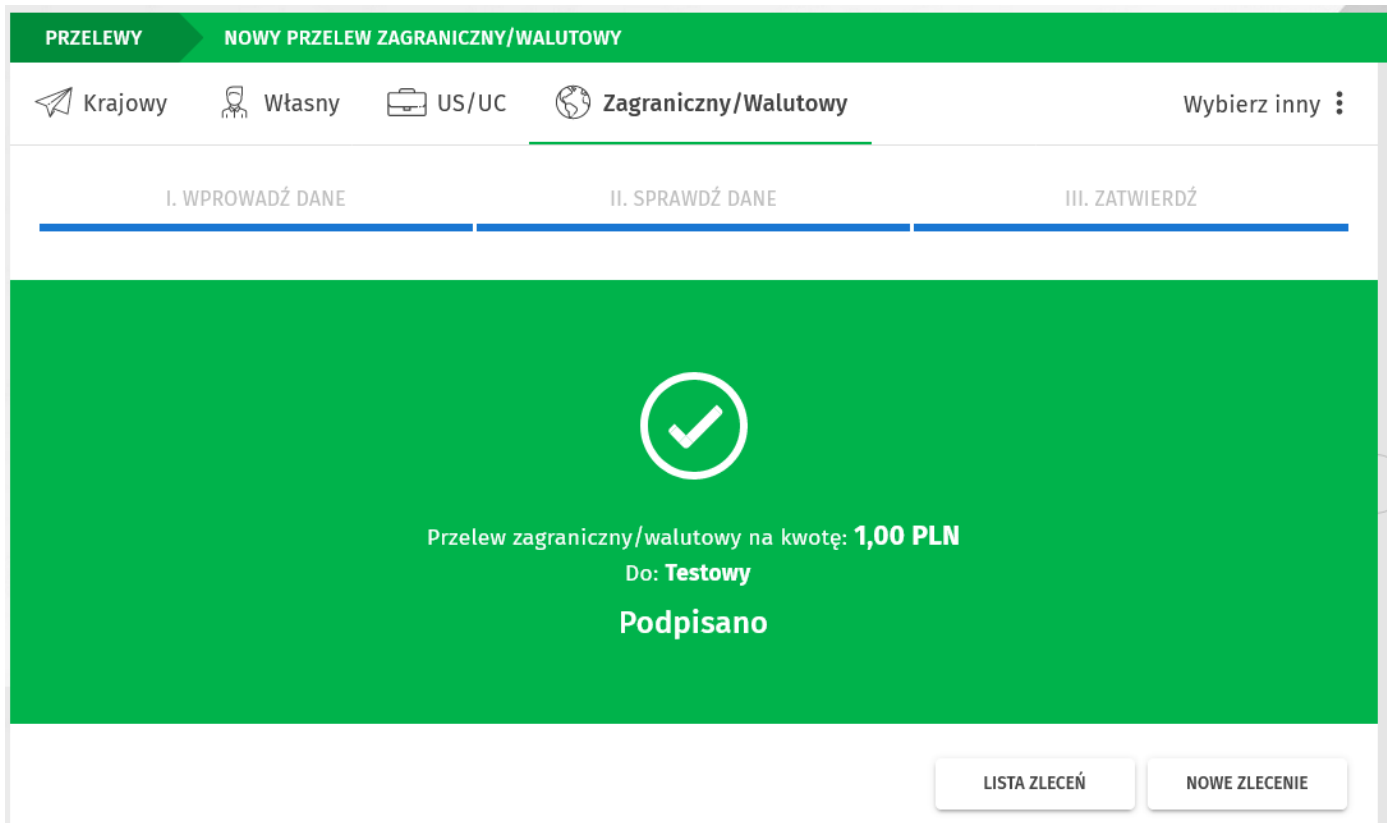 PRZELEWY NOWY PRZELEW ZAGRANICZNY/WALUTOWY
Krajowy Własny US/UC Zagraniczny/Walutowy Wybierz inny
I. WPROWADŹ DANE II. SPRAWDŹ DANE III. ZATWIERDŹ
Przelew zagraniczny/walutowy na kwotę: 1,00 PLN
Do: Testowy
Podpisano
LISTA ZLECEŃ NOWE ZLECENIE